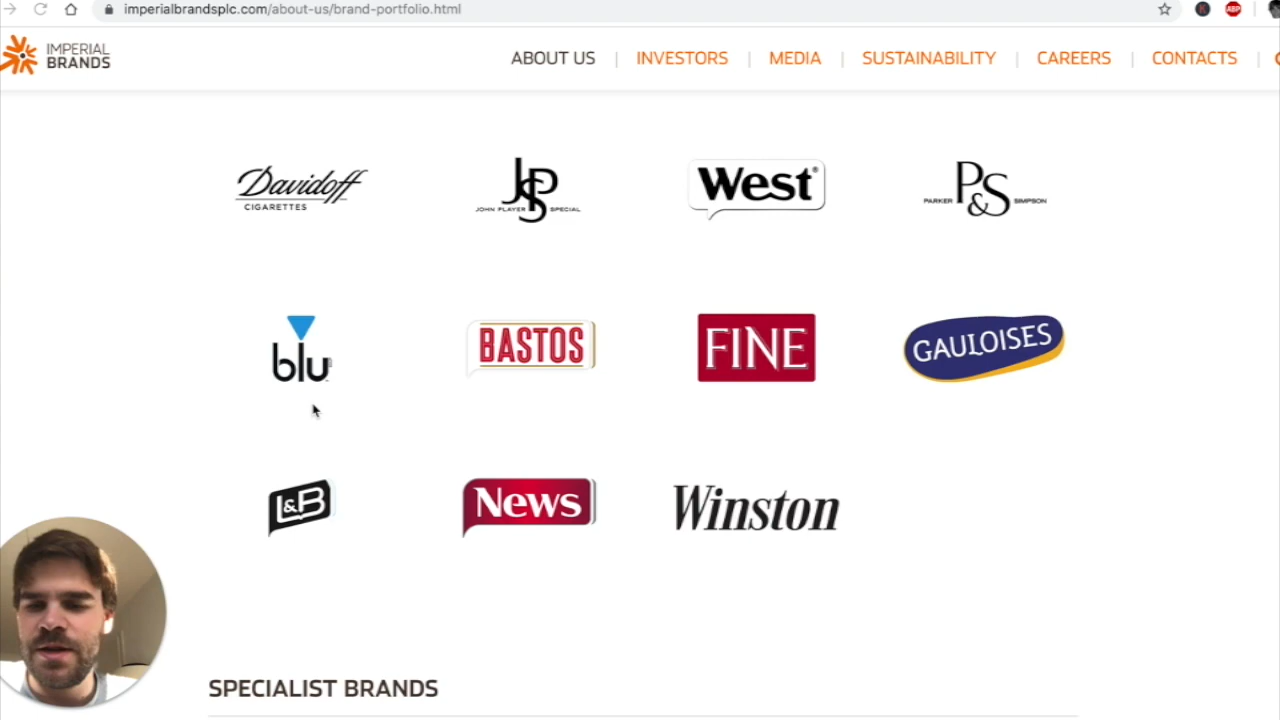 imperialbrandsplc.com/about-us/brand-portfolio.html
ABP
IMPERIAL
BRANDS
ABOUT US | INVESTORS | MEDIA | SUSTAINABILITY | CAREERS | CONTACTS |
Davidoff
CIGARETTES
JPS
JOHN PLAYER SPECIAL
West®
P&S
PARKER SIMPSON
blu
BASTOS
FINE
GAULOISES
L&B
News
Winston
SPECIALIST BRANDS